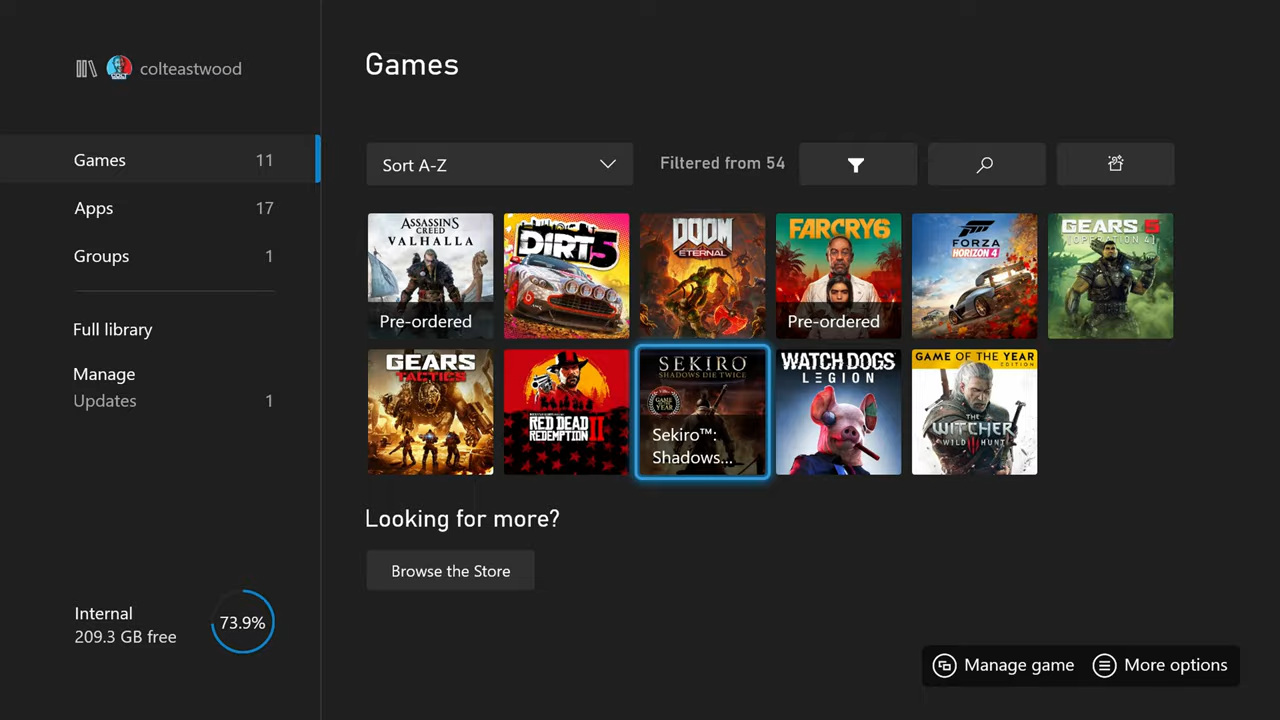 colteastwood
Games
Games 11
Apps 17
Groups 1
Full library
Manage
Updates 1
Internal
209.3 GB free
73.9%
Sort A-Z
Filtered from 54
ASSASSIN'S
CREED
VALHALLA
Pre-ordered
DIRT 5
DOOM
ETERNAL
FARCRY6
Pre-ordered
FORZA
HORIZON 4
GEARS 5
[OPERATION 4]
GEARS
TACTICS
RED DEAD
REDEMPTION II
SEKIRO
SHADOWS DIE TWICE
GAME
OF THE
YEAR
Sekiro™:
Shadows...
WATCH DOGS
LEGION
GAME OF THE YEAR
EDITION
THE
WITCHER
WILD HUNT
Looking for more?
Browse the Store
Manage game
More options